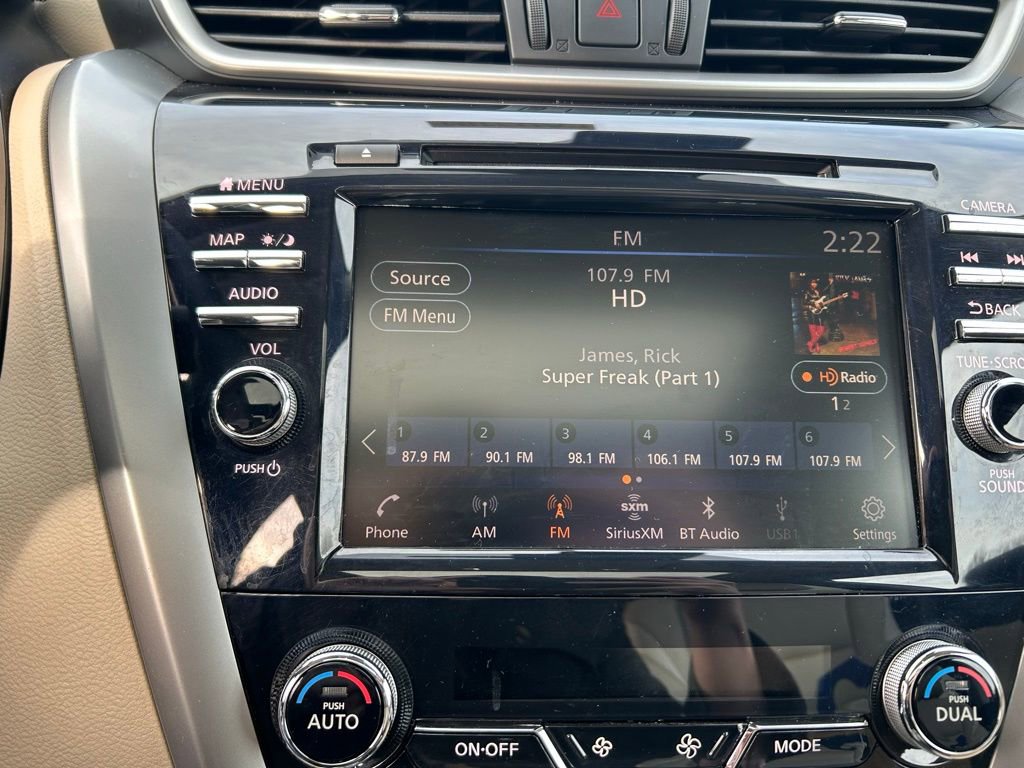 MENU
MAP
AUDIO
VOL
PUSH
FM
2:22
Source
FM Menu
107.9 FM
HD
James, Rick
Super Freak (Part 1)
HD Radio
1 2
1
87.9 FM
2
90.1 FM
3
98.1 FM
4
106.1 FM
5
107.9 FM
6
107.9 FM
Phone
AM
FM
sxm
SiriusXM
BT Audio
USB1
Settings
CAMERA
BACK
TUNE·SCRO
PUSH
SOUND
PUSH
AUTO
ON·OFF
MODE
PUSH
DUAL